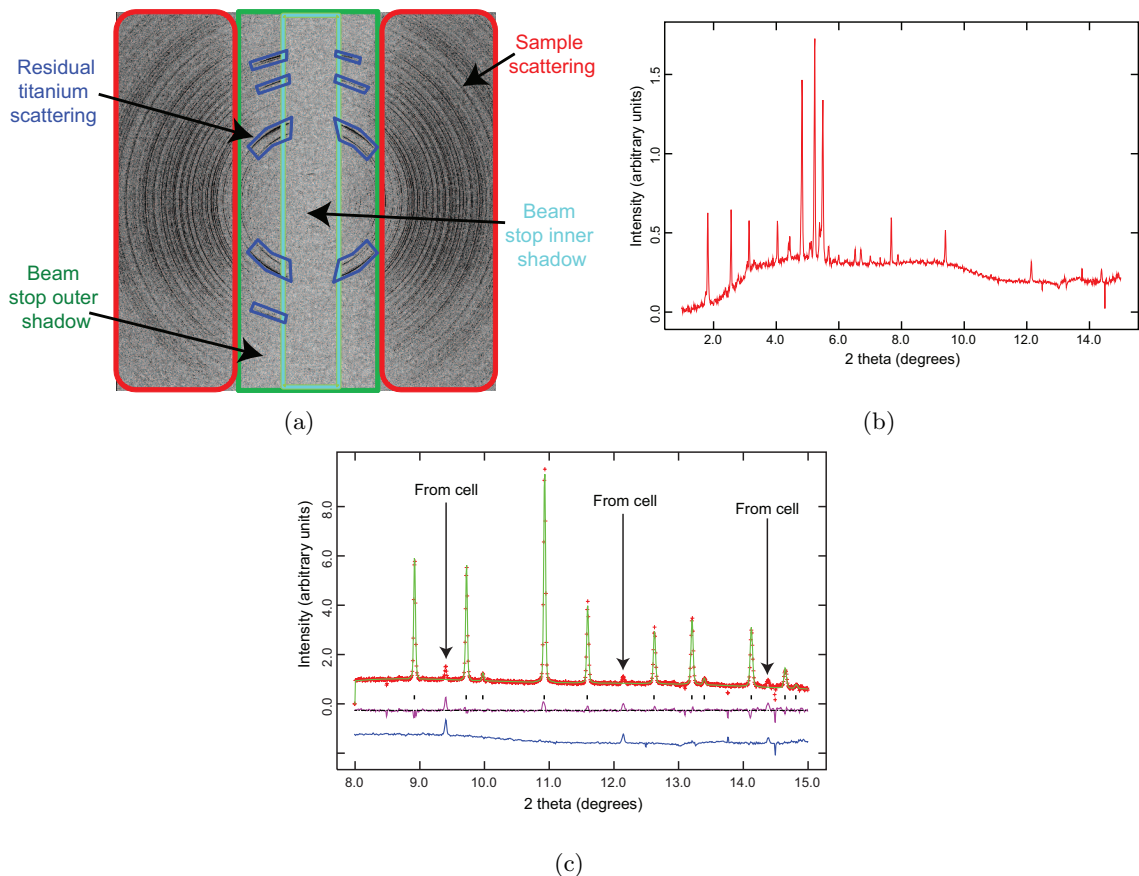 Residual
titanium
scattering
Sample
scattering
Beam
stop inner
shadow
Beam
stop outer
shadow
(a)
Intensity (arbitrary units)
1.5
1.0
0.5
0.0
2.0 4.0 6.0 8.0 10.0 12.0 14.0
2 theta (degrees)
(b)
From cell
From cell
From cell
Intensity (arbitrary units)
8.0
6.0
4.0
2.0
0.0
8.0 9.0 10.0 11.0 12.0 13.0 14.0 15.0
2 theta (degrees)
(c)